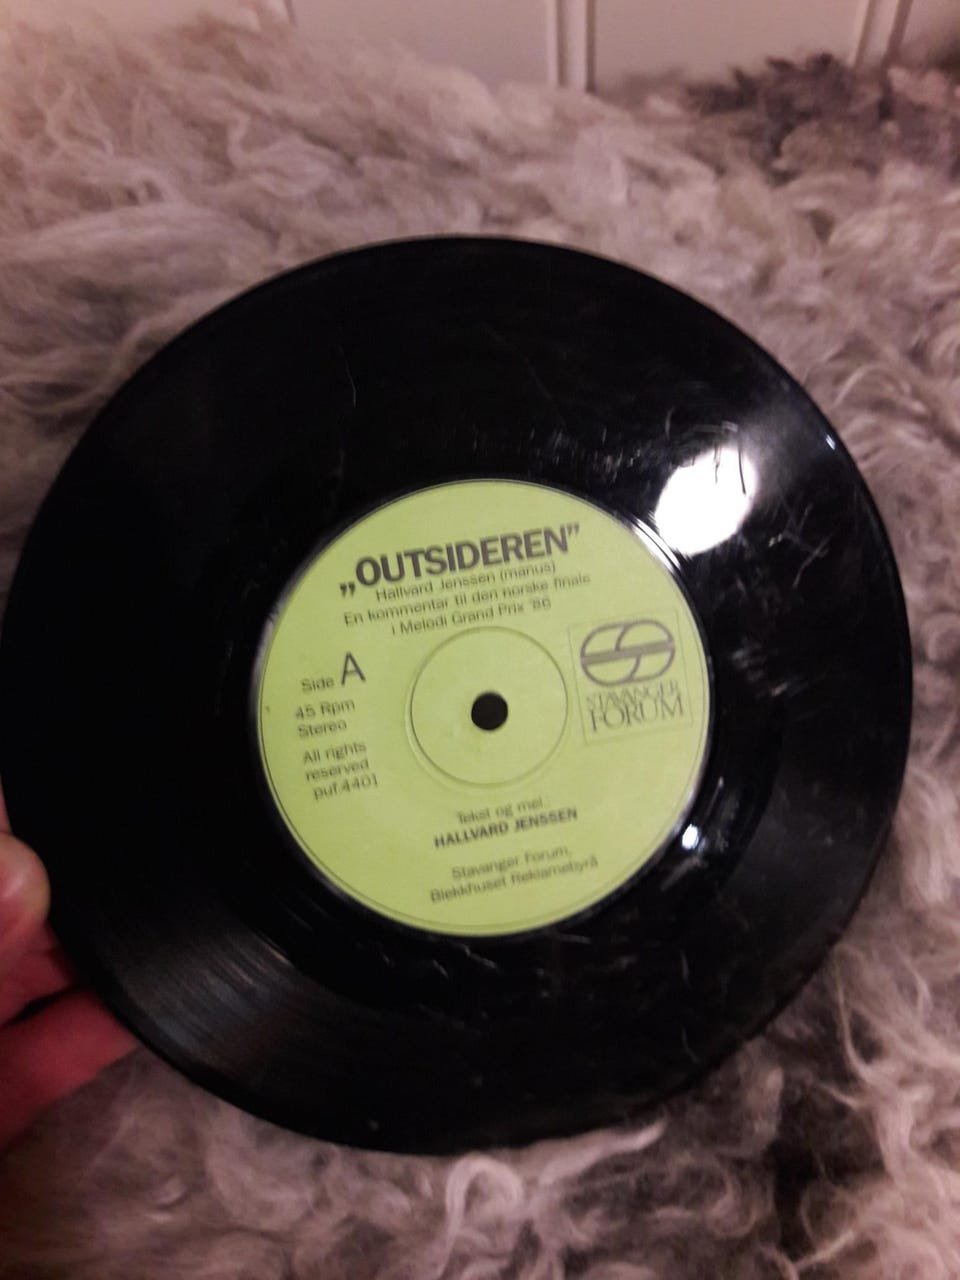 „OUTSIDEREN”
Hallvard Jenssen (manus)
En kommentar til den norske finale
i Melodi Grand Prix '86
Side A
45 Rpm
Stereo
All rights
reserved
puf.4401
STAVANGER
FORUM
Tekst og mel.:
HALLVARD JENSSEN
Stavanger Forum,
Blekkhuset Reklamebyrå